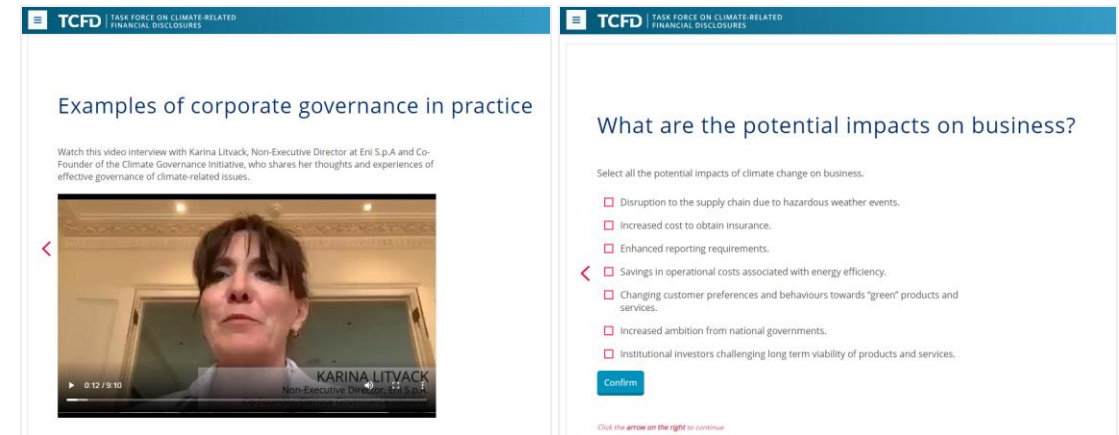 TCFD TASK FORCE ON CLIMATE-RELATED
FINANCIAL DISCLOSURES
Examples of corporate governance in practice
Watch this video interview with Karina Litvack, Non-Executive Director at Eni S.p.A and Co-
Founder of the Climate Governance Initiative, who shares her thoughts and experiences of
effective governance of climate-related issues.
KARINA LITVACK
Non-Executive Director, Eni S.p.A.
0:12 / 9:10
TCFD TASK FORCE ON CLIMATE-RELATED
FINANCIAL DISCLOSURES
What are the potential impacts on business?
Select all the potential impacts of climate change on business.
Disruption to the supply chain due to hazardous weather events.
Increased cost to obtain insurance.
Enhanced reporting requirements.
Savings in operational costs associated with energy efficiency.
Changing customer preferences and behaviours towards "green" products and
services.
Increased ambition from national governments.
Institutional investors challenging long term viability of products and services.
Confirm
Click the arrow on the right to continue